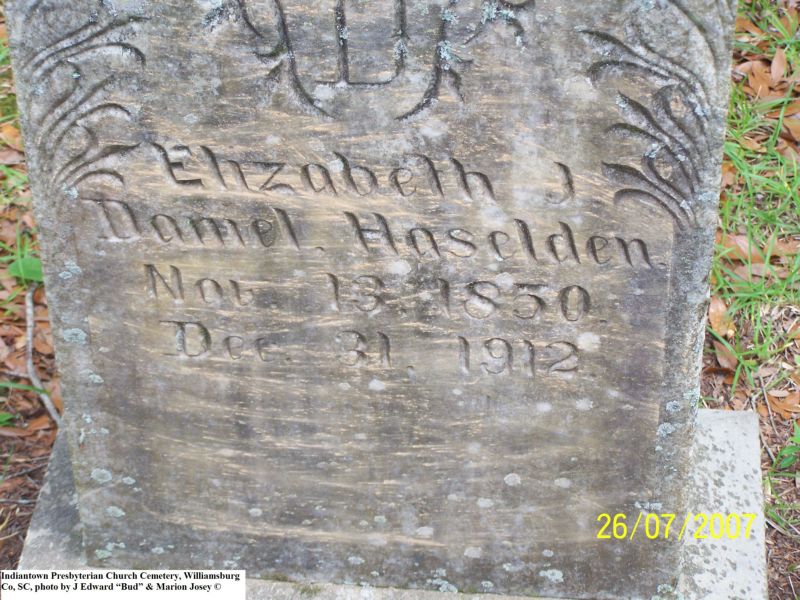 D
Elizabeth J
Daniel. Haselden.
Nov 13 1850.
Dec. 31, 1912.
26/07/2007
Indiantown Presbyterian Church Cemetery, Williamsburg
Co, SC, photo by J Edward “Bud” & Marion Josey ©